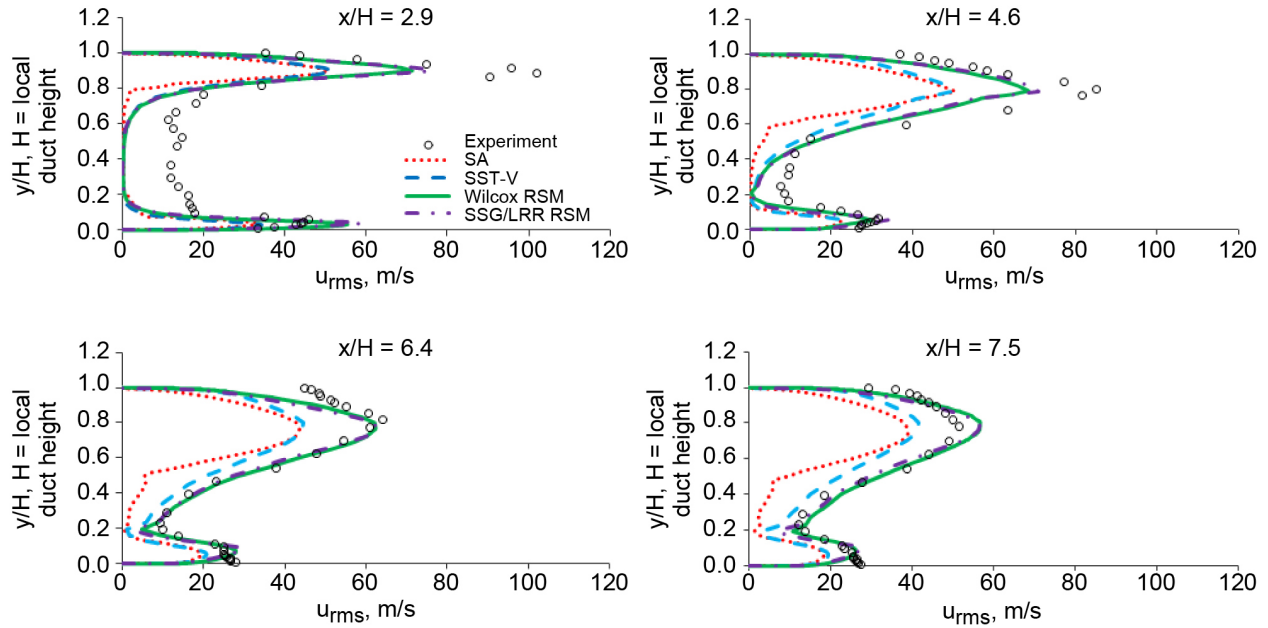 x/H = 2.9
1.2
1.0
0.8
0.6
0.4
0.2
0.0
y/H, H = local
duct height
0 20 40 60 80 100 120
u_rms, m/s
Experiment
SA
SST-V
Wilcox RSM
SSG/LRR RSM
x/H = 4.6
1.2
1.0
0.8
0.6
0.4
0.2
0.0
y/H, H = local
duct height
0 20 40 60 80 100 120
u_rms, m/s
x/H = 6.4
1.2
1.0
0.8
0.6
0.4
0.2
0.0
y/H, H = local
duct height
0 20 40 60 80 100 120
u_rms, m/s
x/H = 7.5
1.2
1.0
0.8
0.6
0.4
0.2
0.0
y/H, H = local
duct height
0 20 40 60 80 100 120
u_rms, m/s